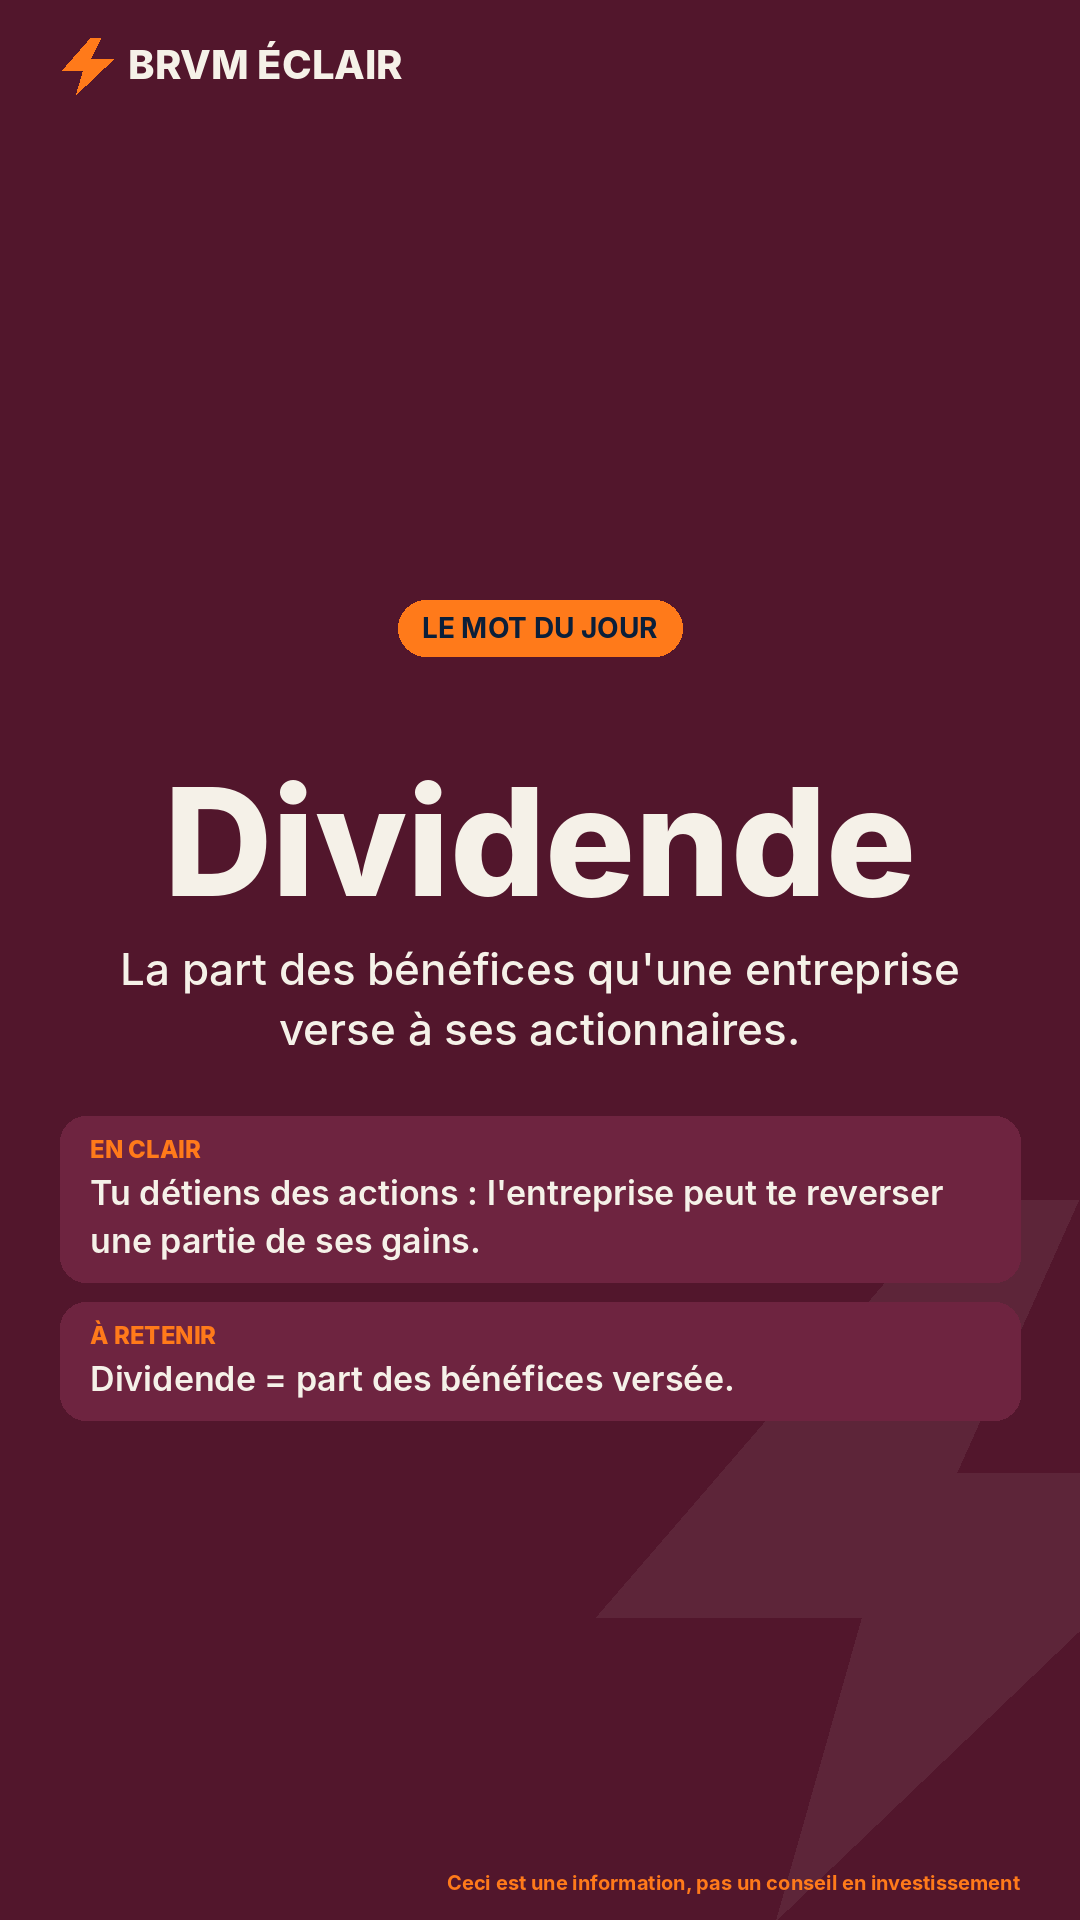 BRVM ÉCLAIR
LE MOT DU JOUR
Dividende
La part des bénéfices qu'une entreprise
verse à ses actionnaires.
EN CLAIR
Tu détiens des actions : l'entreprise peut te reverser
une partie de ses gains.
À RETENIR
Dividende = part des bénéfices versée.
Ceci est une information, pas un conseil en investissement